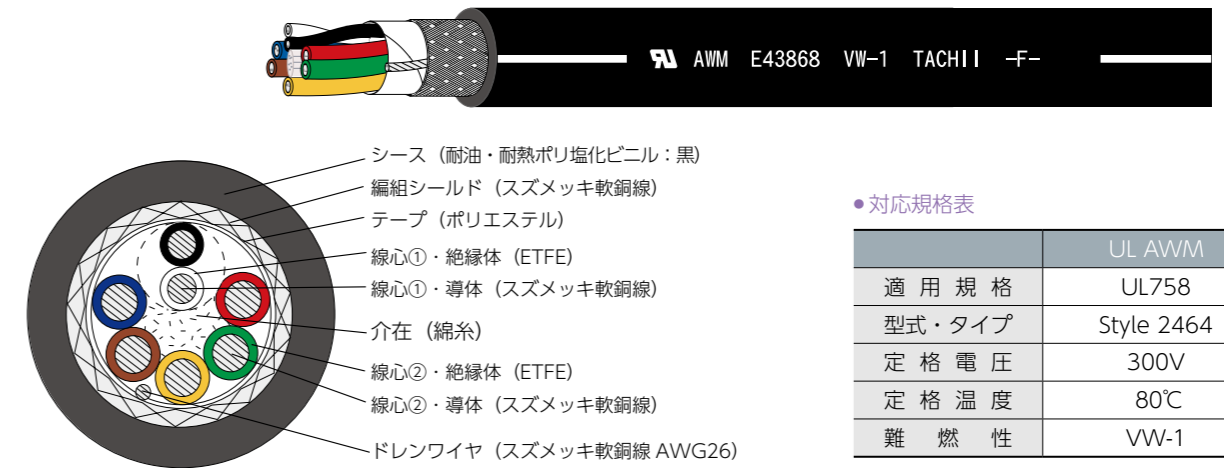 AWM E43868 VW-1 TACHII -F-
シース（耐油・耐熱ポリ塩化ビニル：黒）
編組シールド（スズメッキ軟銅線）
テープ（ポリエステル）
線心①・絶縁体（ETFE）
線心①・導体（スズメッキ軟銅線）
介在（綿糸）
線心②・絶縁体（ETFE）
線心②・導体（スズメッキ軟銅線）
ドレンワイヤ（スズメッキ軟銅線 AWG26）
●対応規格表
UL AWM
適用規格 UL758
型式・タイプ Style 2464
定格電圧 300V
定格温度 80℃
難燃性 VW-1